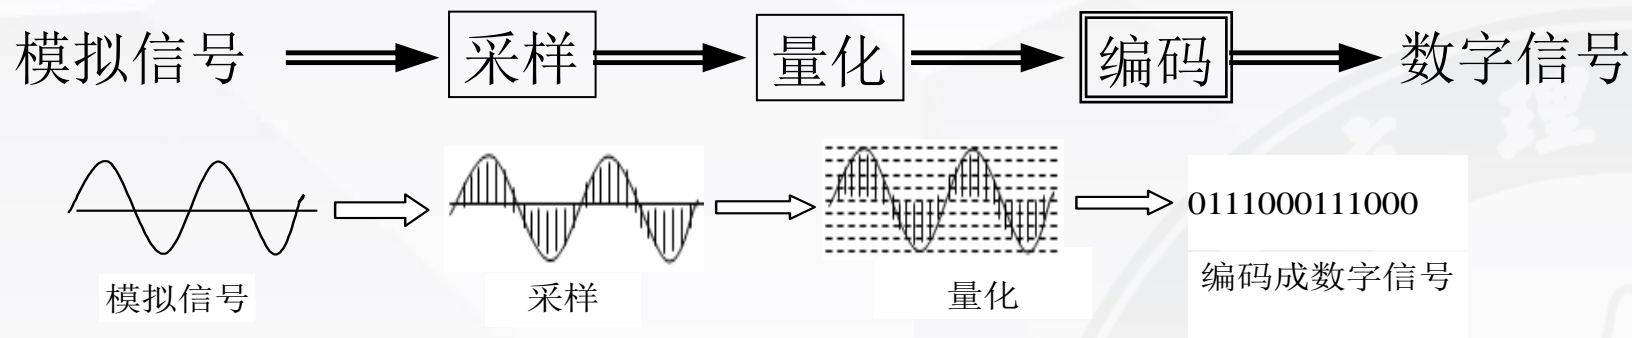 模拟信号 采样 量化 编码 数字信号
0111000111000
模拟信号 采样 量化 编码成数字信号
理